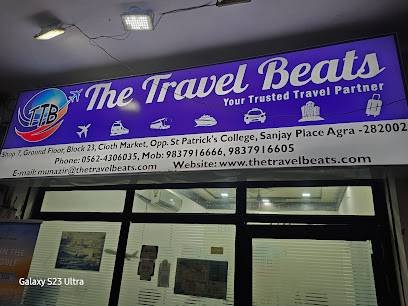 TTB
The Travel Beats
Your Trusted Travel Partner
Shop 7, Ground Floor, Block 23, Cloth Market, Opp. St Patrick's College, Sanjay Place Agra -282002
Phone: 0562-4306035, Mob: 9837916666, 9837916605
E-mail: munazir@thetravelbeats.com Website: www.thetravelbeats.com
Galaxy S23 Ultra